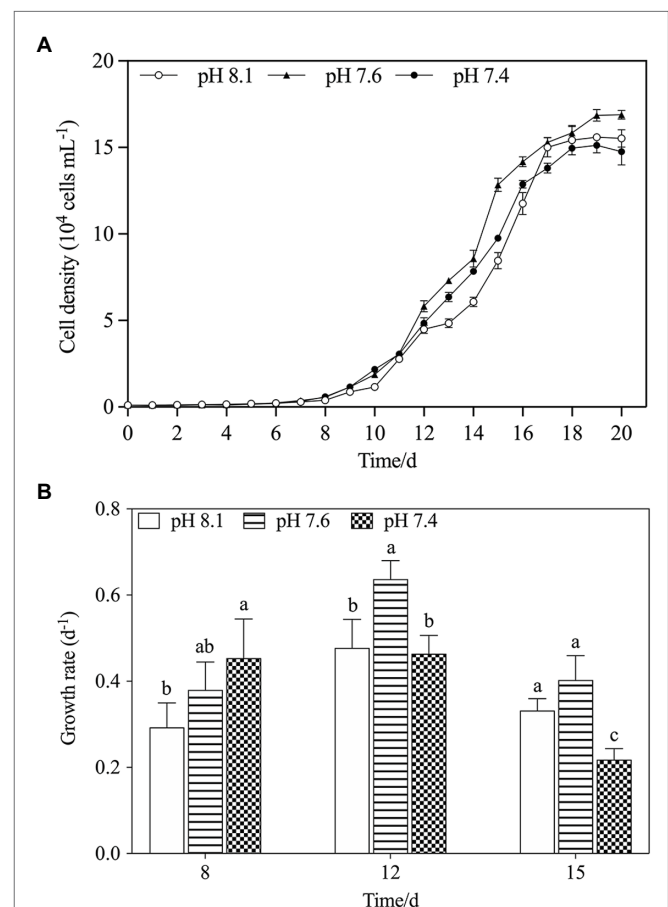 A
20
pH 8.1 pH 7.6 pH 7.4
15
10
5
0
Cell density (10⁴ cells mL⁻¹)
0 2 4 6 8 10 12 14 16 18 20
Time/d
B
0.8
pH 8.1 pH 7.6 pH 7.4
0.6
0.4
0.2
0.0
Growth rate (d⁻¹)
b ab a
b a b
a a c
8 12 15
Time/d